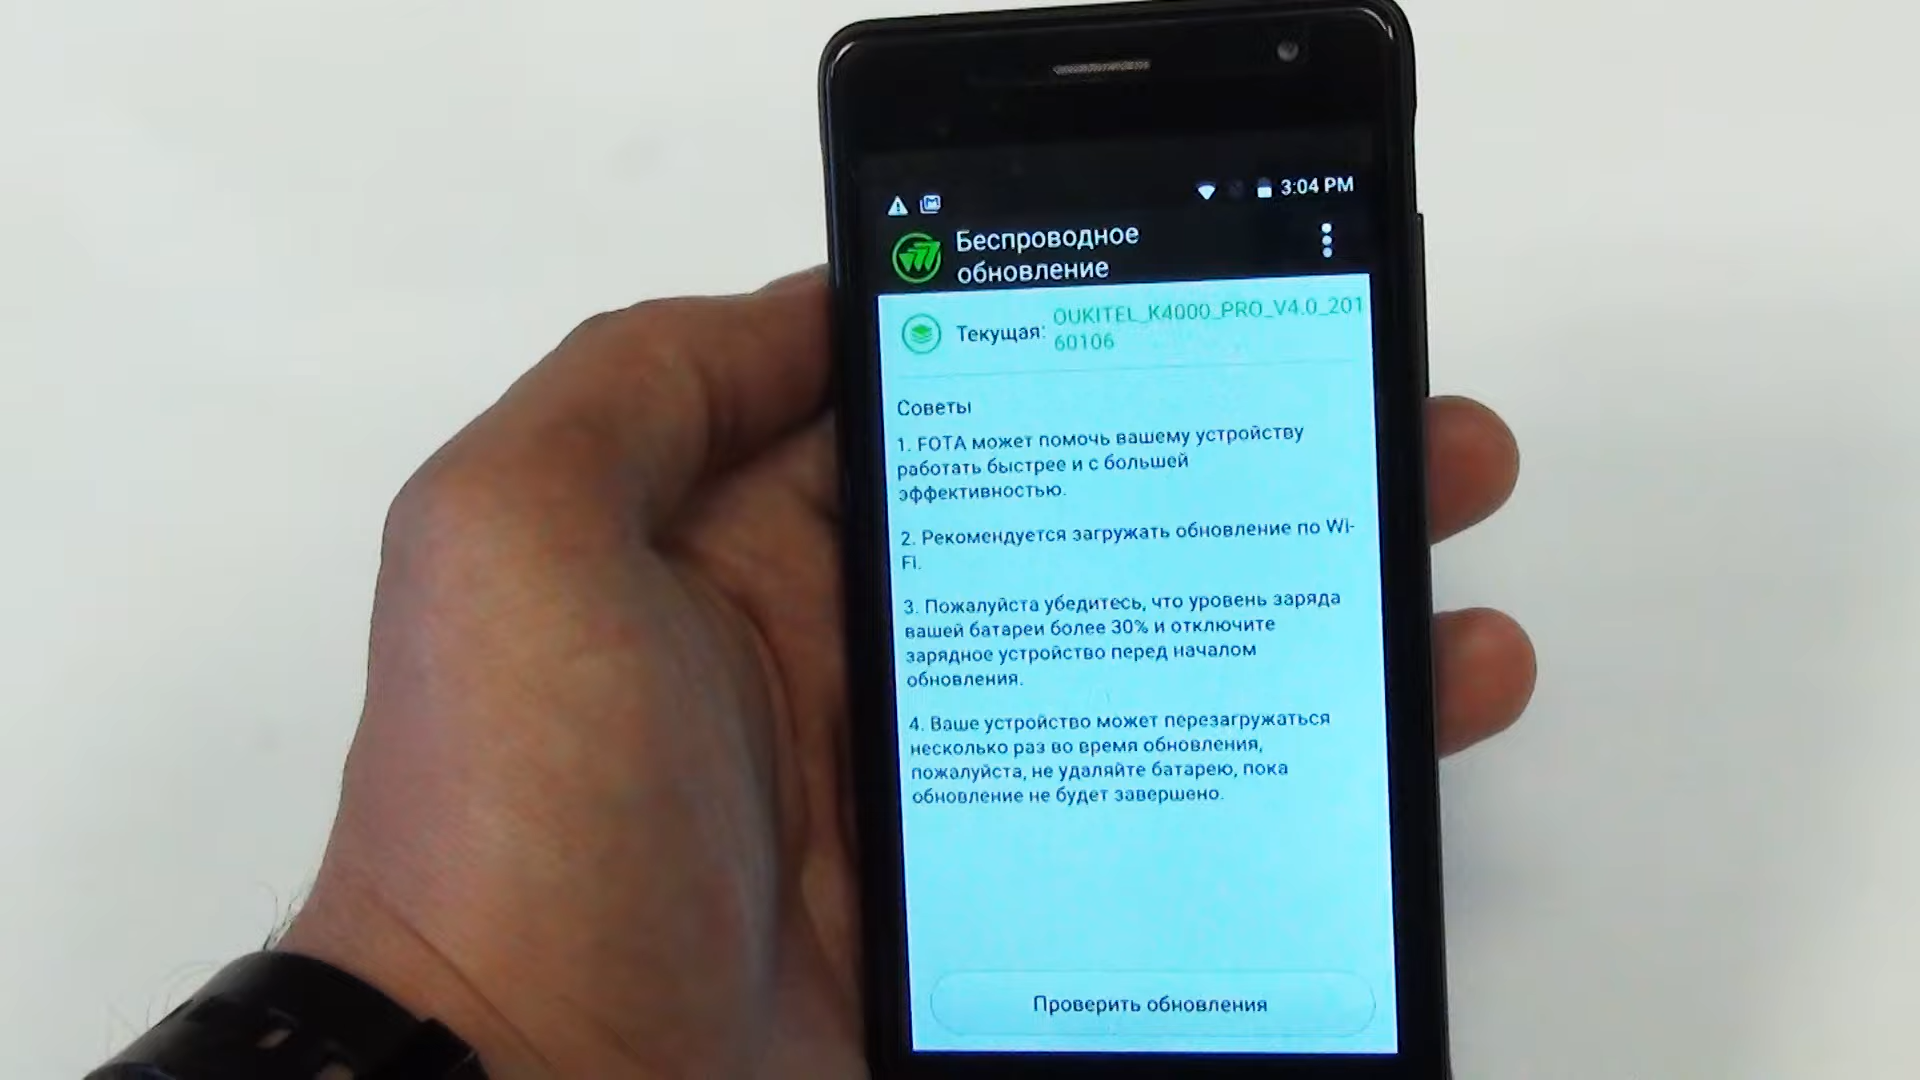 3:04 PM
Беспроводное
обновление
Текущая:
OUKITEL_K4000_PRO_V4.0_201
60106
Советы
1. FOTA может помочь вашему устройству
работать быстрее и с большей
эффективностью.
2. Рекомендуется загружать обновление по Wi-
Fi.
3. Пожалуйста убедитесь, что уровень заряда
вашей батареи более 30% и отключите
зарядное устройство перед началом
обновления.
4. Ваше устройство может перезагружаться
несколько раз во время обновления,
пожалуйста, не удаляйте батарею, пока
обновление не будет завершено.
Проверить обновления